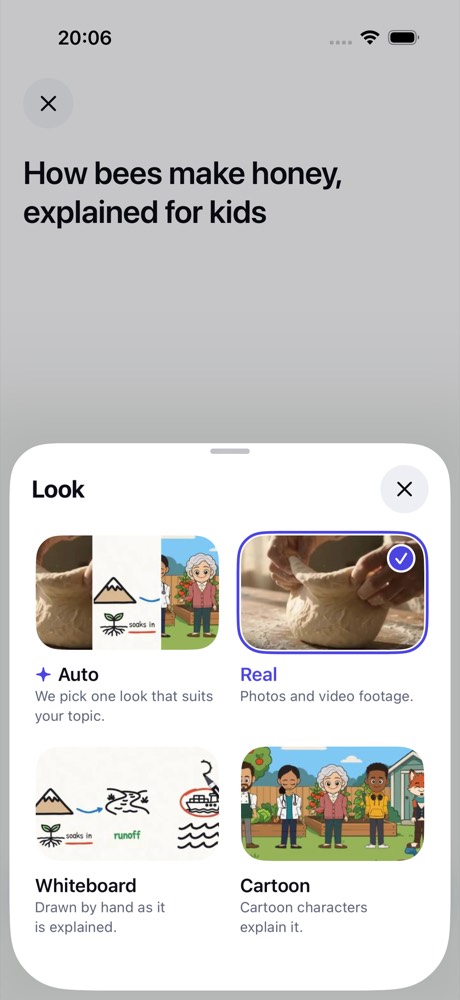 20:06
How bees make honey,
explained for kids
Look
soaks in
Auto
We pick one look that suits
your topic.
Real
Photos and video footage.
soaks in
runoff
Whiteboard
Drawn by hand as it
is explained.
Cartoon
Cartoon characters
explain it.